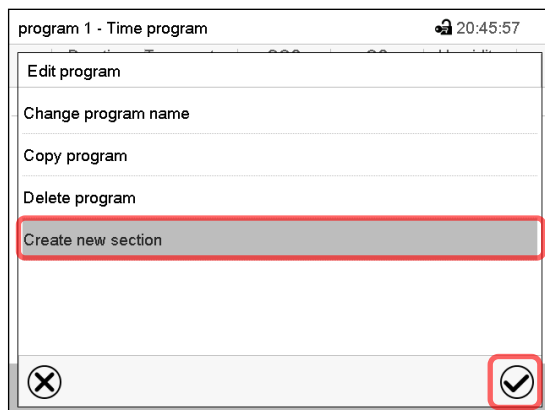 program 1 - Time program 20:45:57
Edit program
Change program name
Copy program
Delete program
Create new section